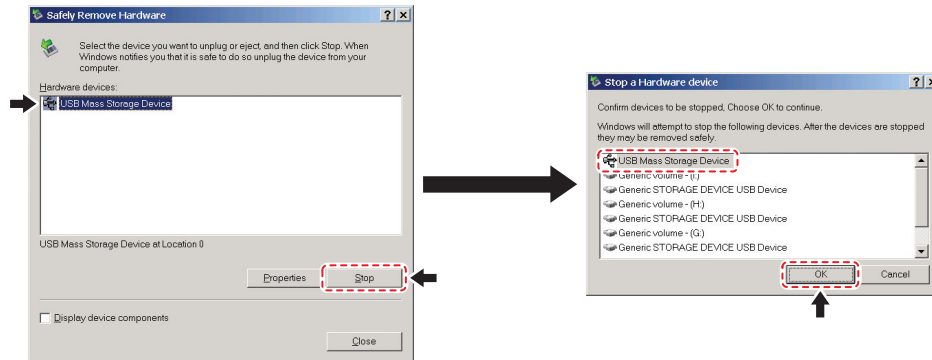 Safely Remove Hardware
Select the device you want to unplug or eject, and then click Stop. When
Windows notifies you that it is safe to do so unplug the device from your
computer.
Hardware devices:
USB Mass Storage Device
USB Mass Storage Device at Location 0
Properties
Stop
Display device components
Close
Stop a Hardware device
Confirm devices to be stopped, Choose OK to continue.
Windows will attempt to stop the following devices. After the devices are stopped
they may be removed safely.
USB Mass Storage Device
Generic volume - (I:)
Generic STORAGE DEVICE USB Device
Generic volume - (H:)
Generic STORAGE DEVICE USB Device
Generic volume - (G:)
Generic STORAGE DEVICE USB Device
OK
Cancel